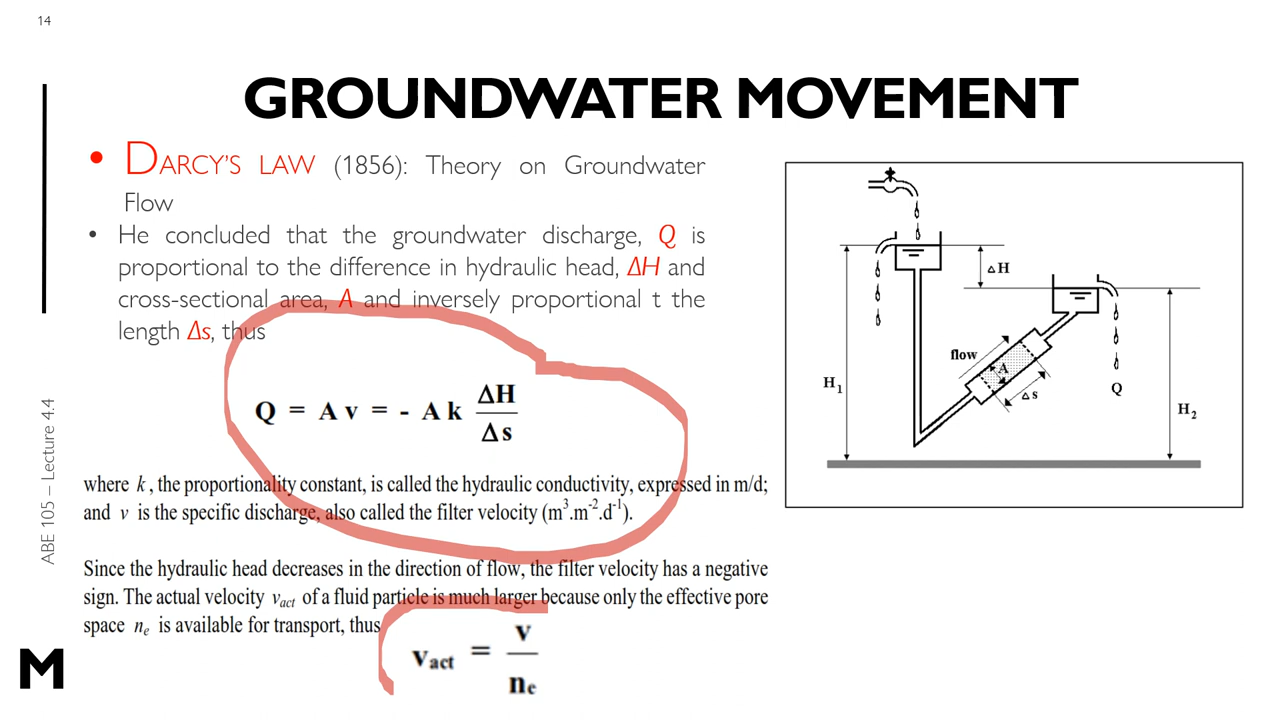 14
GROUNDWATER MOVEMENT
• DARCY'S LAW (1856): Theory on Groundwater
Flow
• He concluded that the groundwater discharge, Q is
proportional to the difference in hydraulic head, ΔH and
cross-sectional area, A and inversely proportional t the
length Δs, thus
Q = A v = - A k ΔH/Δs
where k, the proportionality constant, is called the hydraulic conductivity, expressed in m/d;
and v is the specific discharge, also called the filter velocity (m³.m⁻².d⁻¹).
Since the hydraulic head decreases in the direction of flow, the filter velocity has a negative
sign. The actual velocity vₐct of a fluid particle is much larger because only the effective pore
space nₑ is available for transport, thus
vₐct = v/nₑ
ABE 105 – Lecture 4.4
M
ΔH
flow
A
Δs
Q
H₁
H₂